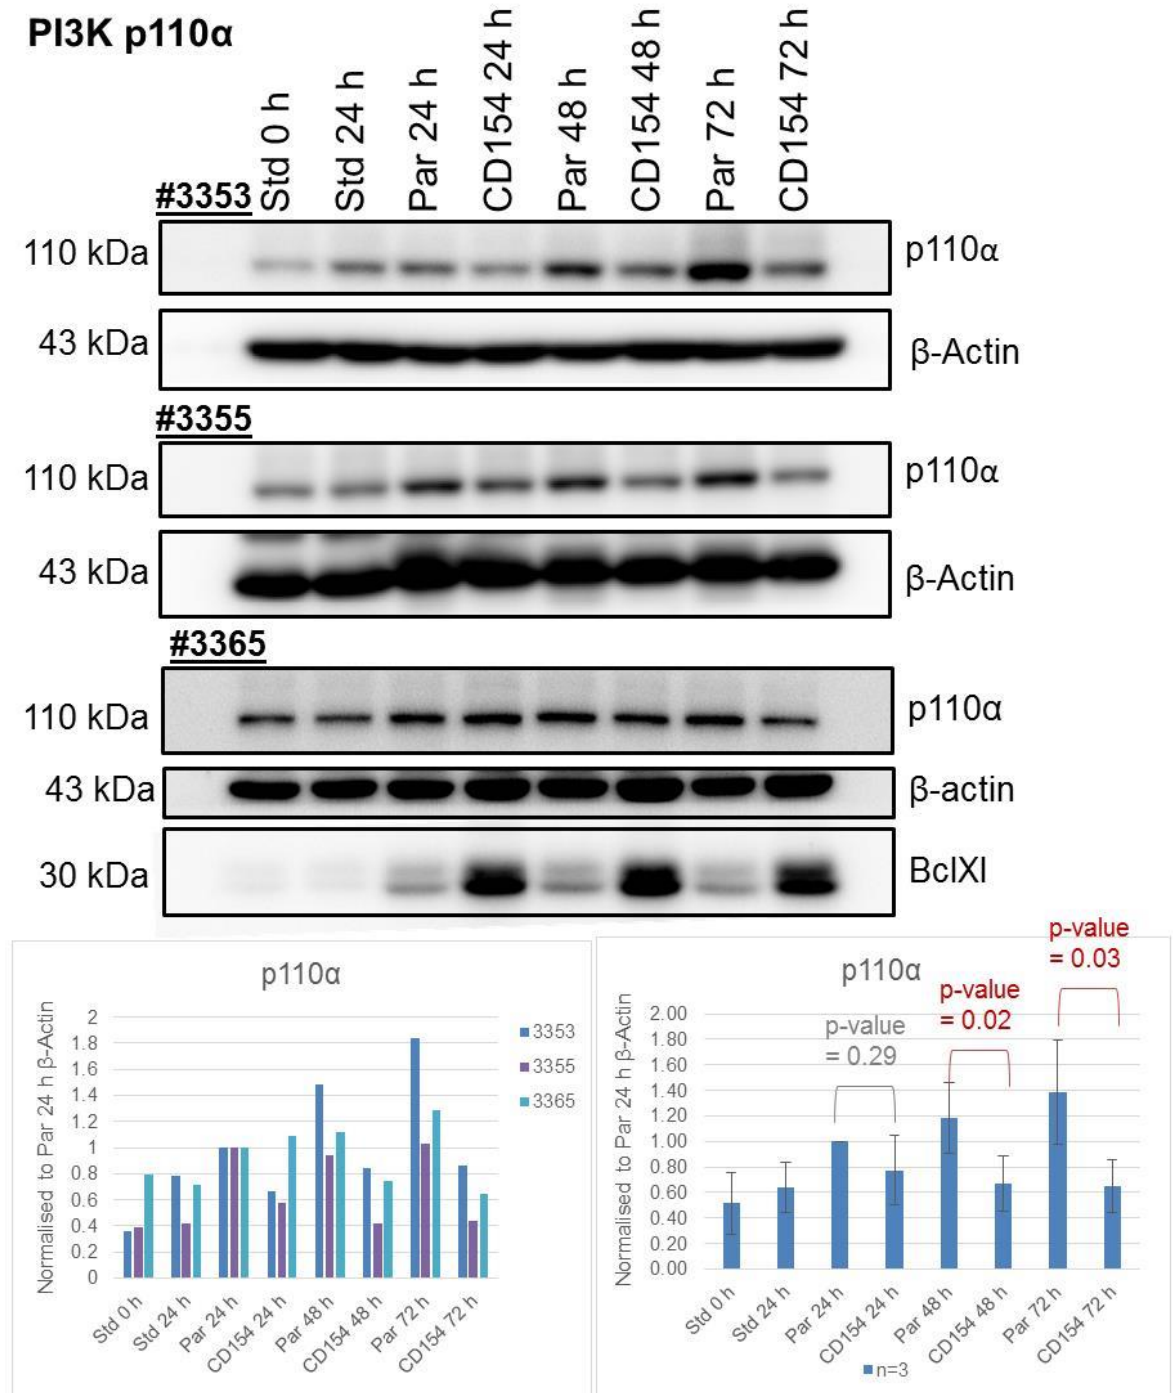 PI3K p110α
Std 0 h
Std 24 h
Par 24 h
CD154 24 h
Par 48 h
CD154 48 h
Par 72 h
CD154 72 h
#3353
110 kDa
p110α
43 kDa
β-Actin
#3355
110 kDa
p110α
43 kDa
β-Actin
#3365
110 kDa
p110α
43 kDa
β-actin
30 kDa
BclXl
p110α
Normalised to Par 24 h β-Actin
2
1.8
1.6
1.4
1.2
1
0.8
0.6
0.4
0.2
0
Std 0 h
Std 24 h
Par 24 h
CD154 24 h
Par 48 h
CD154 48 h
Par 72 h
CD154 72 h
3353
3355
3365
p110α
Normalised to Par 24 h β-Actin
2.00
1.80
1.60
1.40
1.20
1.00
0.80
0.60
0.40
0.20
0.00
p-value
= 0.29
p-value
= 0.02
p-value
= 0.03
Std 0 h
Std 24 h
Par 24 h
CD154 24 h
Par 48 h
CD154 48 h
Par 72 h
CD154 72 h
n=3